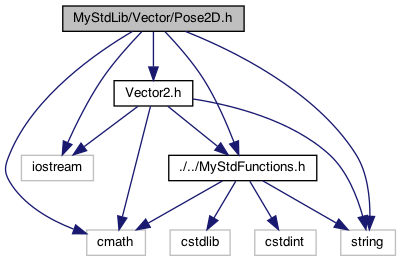 MyStdLib/Vector/Pose2D.h
Vector2.h
iostream
./../MyStdFunctions.h
cmath
cstdlib
cstdint
string